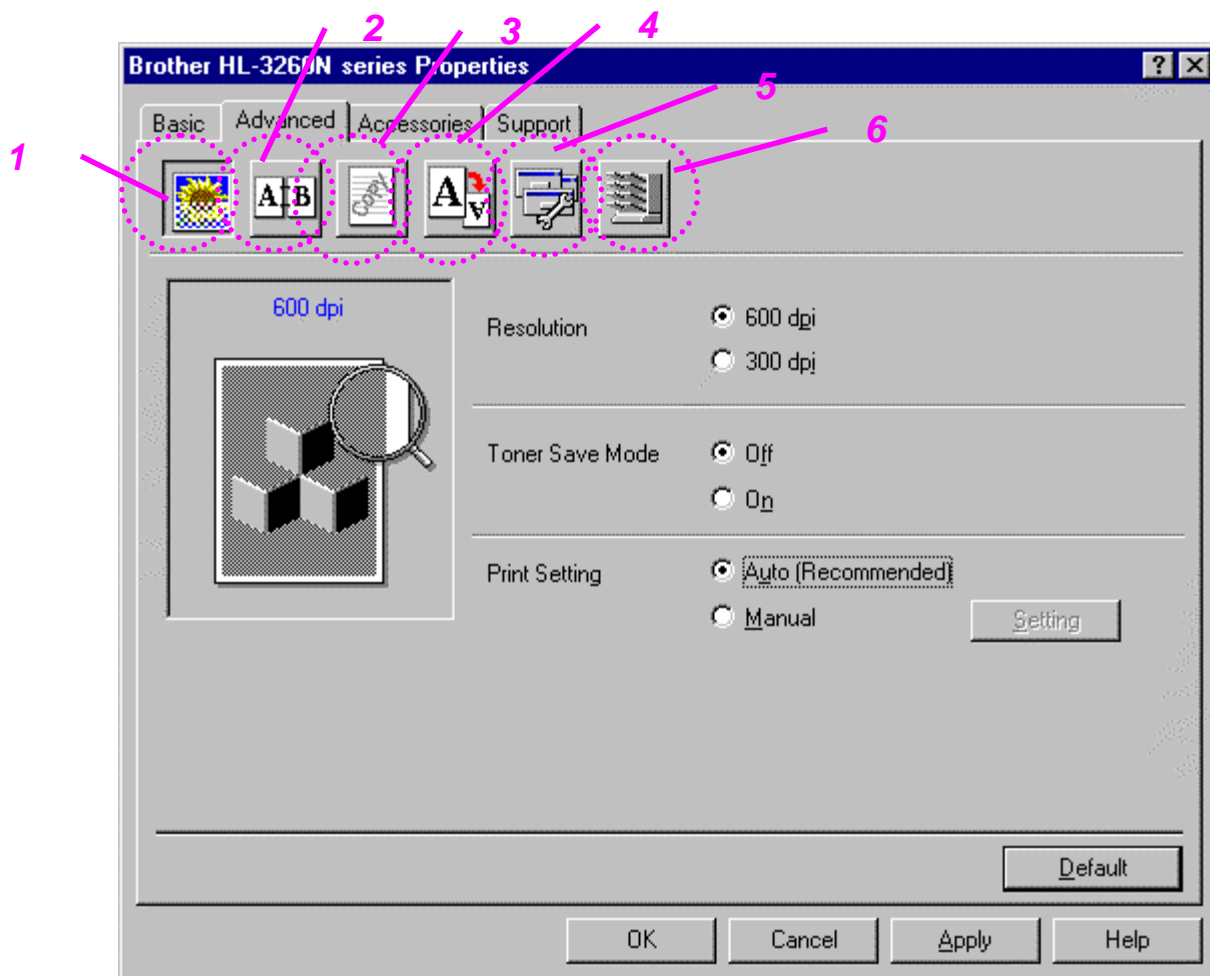 2 3 4
Brother HL-3260N series Properties
5
Basic Advanced Accessories Support
6
1
A B
COPY
A A
600 dpi
Resolution
600 dpi
300 dpi
Toner Save Mode
Off
On
Print Setting
Auto (Recommended)
Manual
Setting
Default
OK Cancel Apply Help